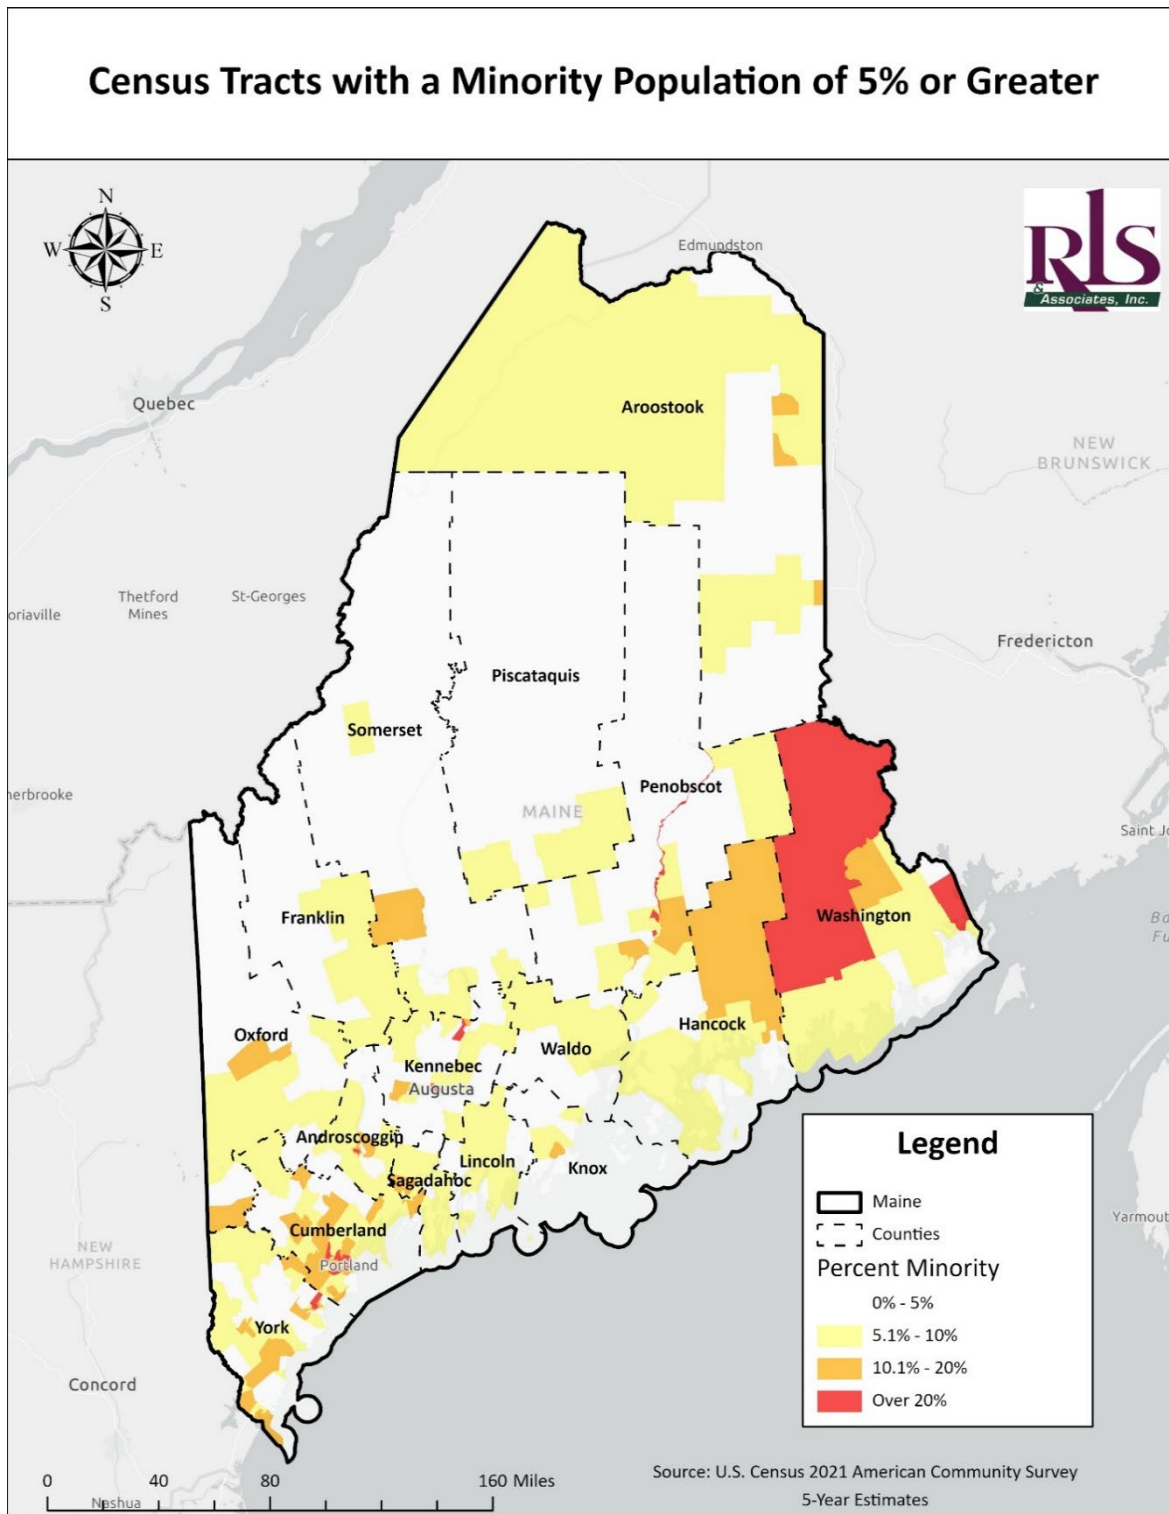 Census Tracts with a Minority Population of 5% or Greater
N
W E
S
RLS
& Associates, Inc.
Edmundston
Quebec
Aroostook
NEW
BRUNSWICK
Thetford
Mines
St-Georges
oriaville
Fredericton
Piscataquis
Somerset
Penobscot
herbrooke
MAINE
Saint Jo
Franklin
Washington
Ba
Fu
Oxford
Hancock
Waldo
Kennebec
Augusta
Androscoggin
Lincoln
Knox
Sagadahoc
Cumberland
Portland
NEW
HAMPSHIRE
York
Concord
Nashua
Yarmout
Legend
Maine
Counties
Percent Minority
0% - 5%
5.1% - 10%
10.1% - 20%
Over 20%
0 40 80 160 Miles
Source: U.S. Census 2021 American Community Survey
5-Year Estimates